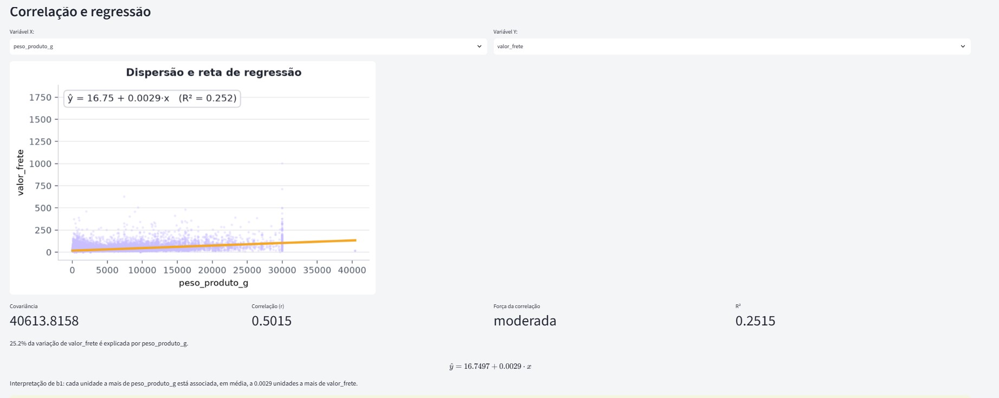 Correlação e regressão
Variável X:
Variável Y:
peso_produto_g
valor_frete
Dispersão e reta de regressão
ŷ = 16.75 + 0.0029·x (R² = 0.252)
1750
1500
1250
1000
750
500
250
0
valor_frete
0 5000 10000 15000 20000 25000 30000 35000 40000
peso_produto_g
Covariância
40613.8158
Correlação (r)
0.5015
Força da correlação
moderada
R²
0.2515
25.2% da variação de valor_frete é explicada por peso_produto_g.
ŷ = 16.7497 + 0.0029 · x
Interpretação de b1: cada unidade a mais de peso_produto_g está associada, em média, a 0.0029 unidades a mais de valor_frete.